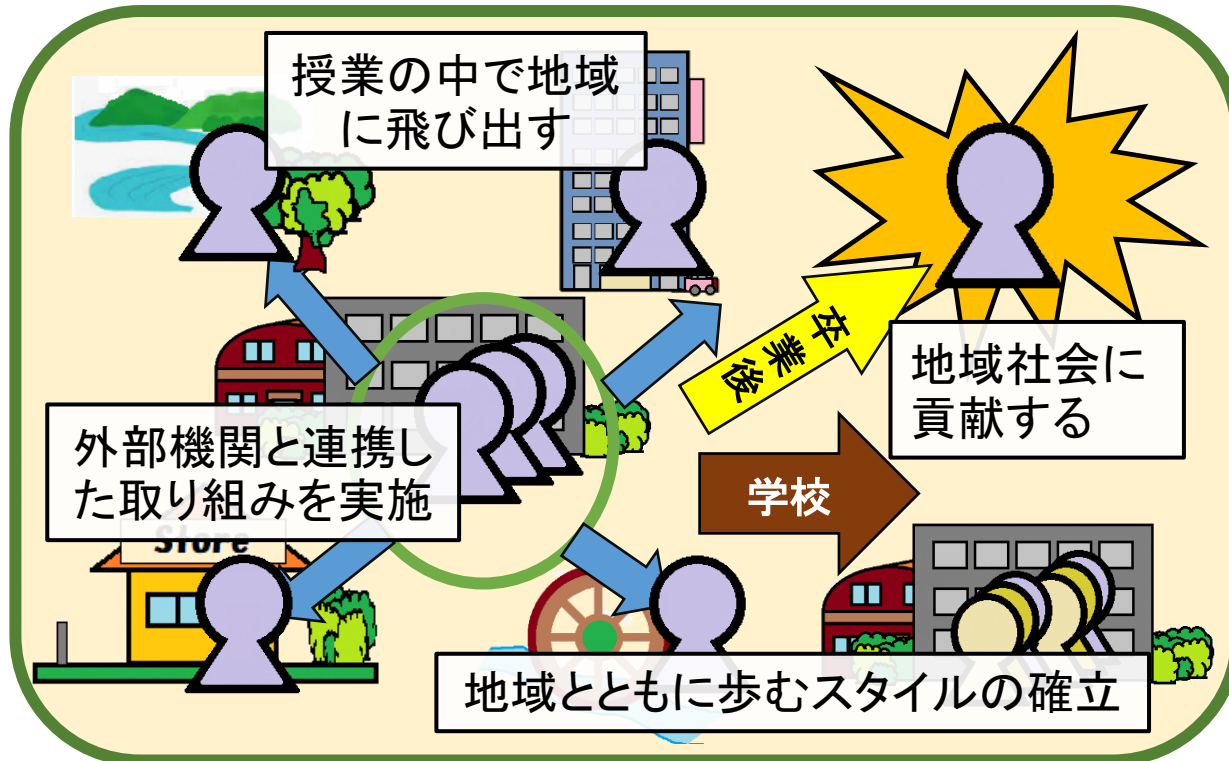 授業の中で地域
に飛び出す
卒業後
地域社会に
貢献する
外部機関と連携し
た取り組みを実施
学校
Store
地域とともに歩むスタイルの確立